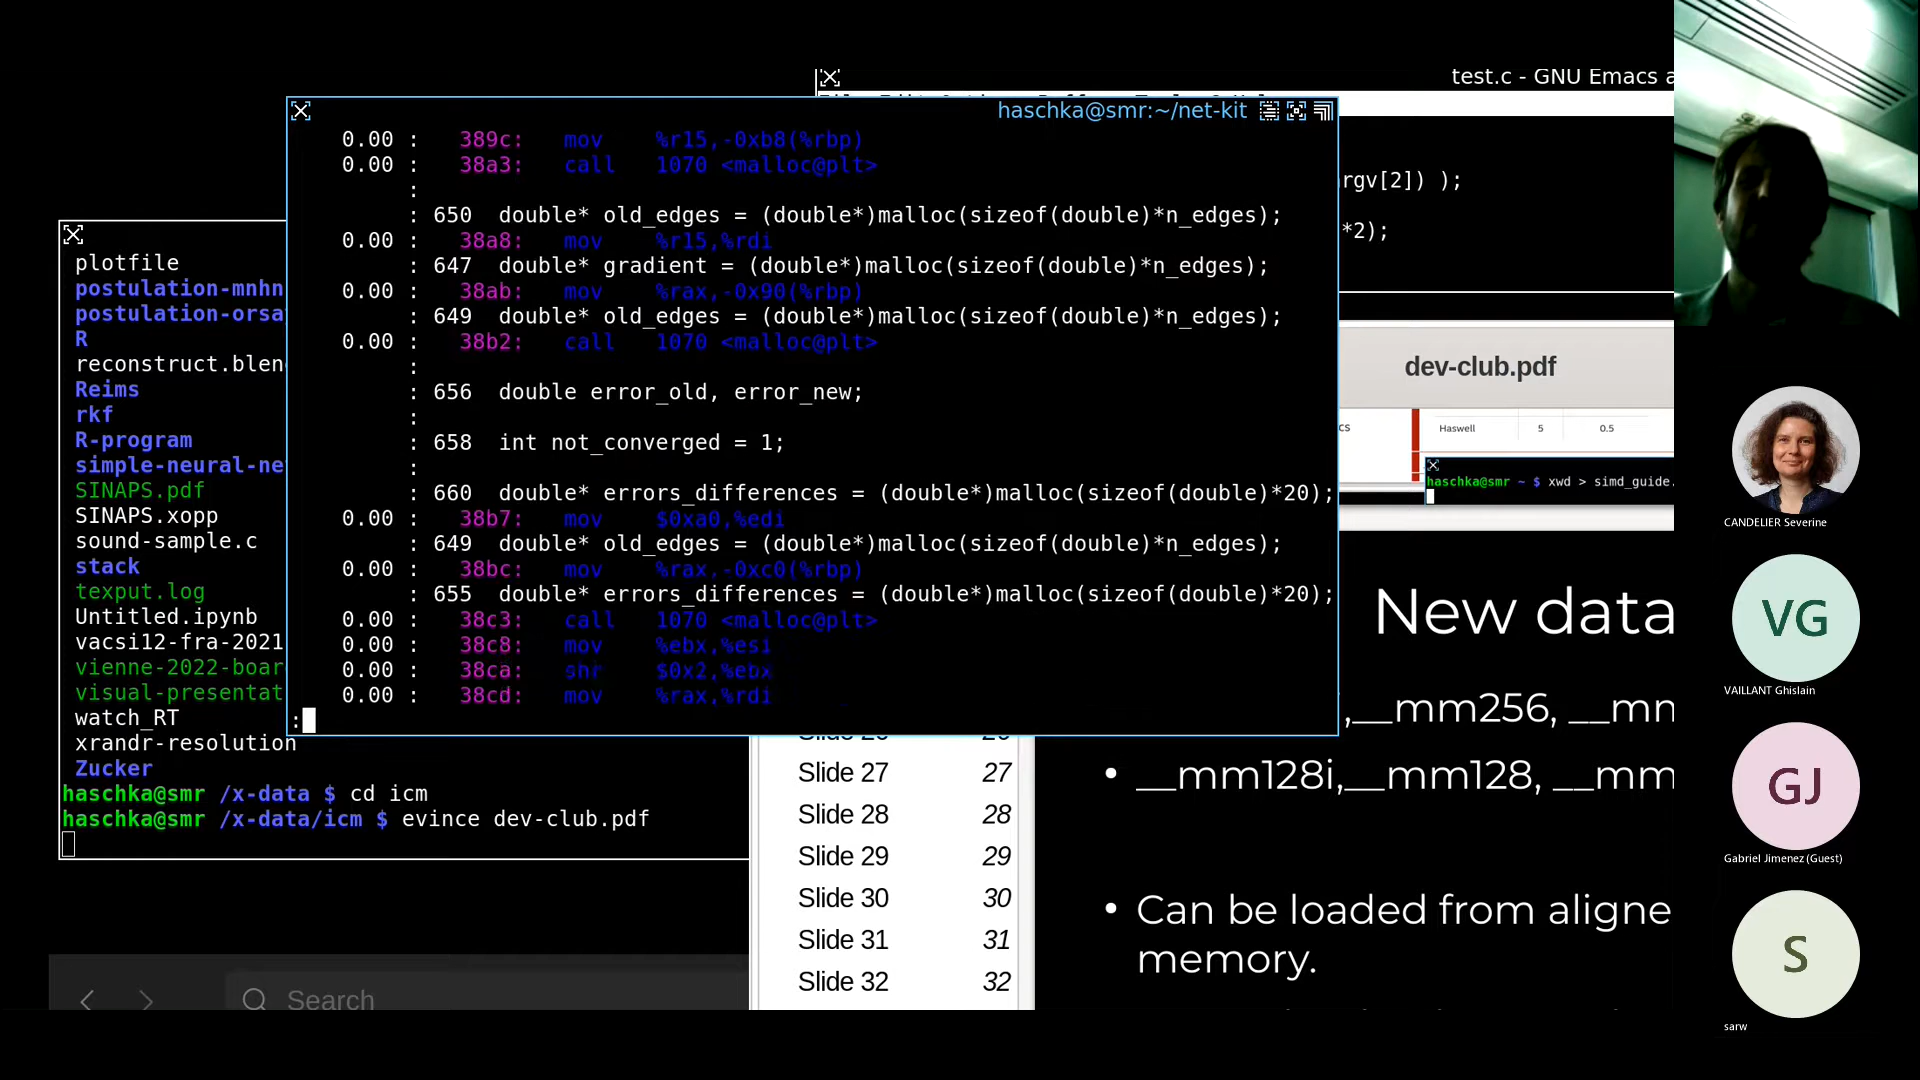 test.c - GNU Emacs a
haschka@smr:~/net-kit
0.00 : 389c: mov %r15,-0xb8(%rbp)
0.00 : 38a3: call 1070 <malloc@plt>
:
: 650 double* old_edges = (double*)malloc(sizeof(double)*n_edges);
0.00 : 38a8: mov %r15,%rdi
: 647 double* gradient = (double*)malloc(sizeof(double)*n_edges);
0.00 : 38ab: mov %rax,-0x90(%rbp)
: 649 double* old_edges = (double*)malloc(sizeof(double)*n_edges);
0.00 : 38b2: call 1070 <malloc@plt>
:
: 656 double error_old, error_new;
:
: 658 int not_converged = 1;
:
: 660 double* errors_differences = (double*)malloc(sizeof(double)*20);
0.00 : 38b7: mov $0xa0,%edi
: 649 double* old_edges = (double*)malloc(sizeof(double)*n_edges);
0.00 : 38bc: mov %rax,-0xc0(%rbp)
: 655 double* errors_differences = (double*)malloc(sizeof(double)*20);
0.00 : 38c3: call 1070 <malloc@plt>
0.00 : 38c8: mov %ebx,%esi
0.00 : 38ca: shr $0x2,%ebx
0.00 : 38cd: mov %rax,%rdi
:
plotfile
postulation-mnhn
postulation-orsa
R
reconstruct.blen
Reims
rkf
R-program
simple-neural-ne
SINAPS.pdf
SINAPS.xopp
sound-sample.c
stack
texput.log
Untitled.ipynb
vacsi12-fra-2021
vienne-2022-boar
visual-presentat
watch_RT
xrandr-resolution
Zucker
haschka@smr /x-data $ cd icm
haschka@smr /x-data/icm $ evince dev-club.pdf
Search
rgv[2]) );
*2);
dev-club.pdf
cs Haswell 5 0.5
haschka@smr ~ $ xwd > simd_guide.
Slide 27 27
Slide 28 28
Slide 29 29
Slide 30 30
Slide 31 31
Slide 32 32
New data
,__mm256, __mn
• __mm128i,__mm128, __mm
• Can be loaded from aligne
memory.
CANDELIER Severine
VG
VAILLANT Ghislain
GJ
Gabriel Jimenez (Guest)
S
sarw